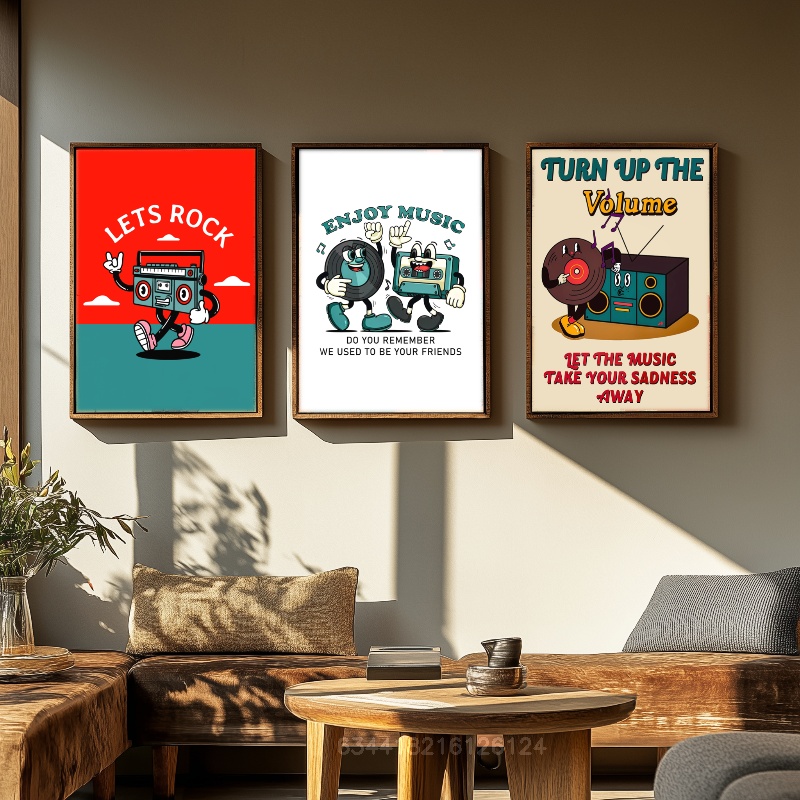 LETS ROCK
ENJOY MUSIC
DO YOU REMEMBER
WE USED TO BE YOUR FRIENDS
TURN UP THE
Volume
LET THE MUSIC
TAKE YOUR SADNESS
AWAY